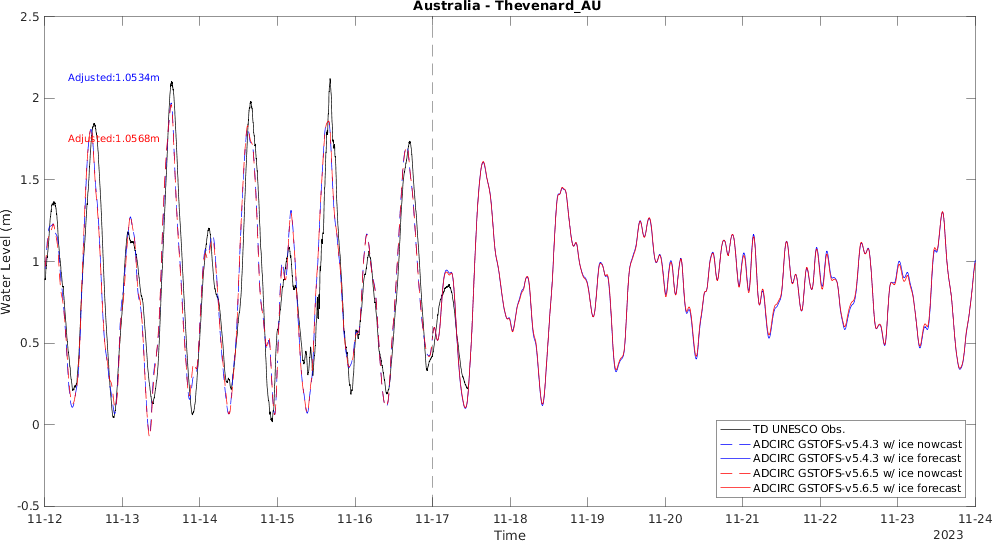 Australia - Thevenard_AU
2.5
2
1.5
1
0.5
0
-0.5
Water Level (m)
Adjusted:1.0534m
Adjusted:1.0568m
TD UNESCO Obs.
ADCIRC GSTOFS-v5.4.3 w/ ice nowcast
ADCIRC GSTOFS-v5.4.3 w/ ice forecast
ADCIRC GSTOFS-v5.6.5 w/ ice nowcast
ADCIRC GSTOFS-v5.6.5 w/ ice forecast
11-12 11-13 11-14 11-15 11-16 11-17 11-18 11-19 11-20 11-21 11-22 11-23 11-24
Time
2023